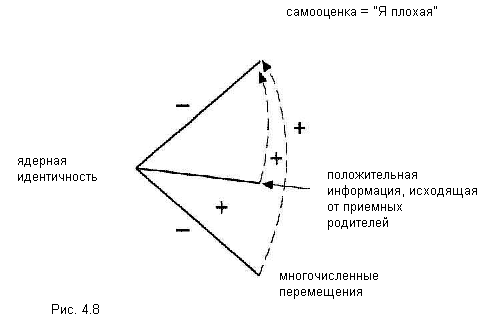 самооценка = "Я плохая"
−
+
ядерная
идентичность
+
положительная
информация, исходящая
от приемных
родителей
+
−
многочисленные
перемещения
Рис. 4.8